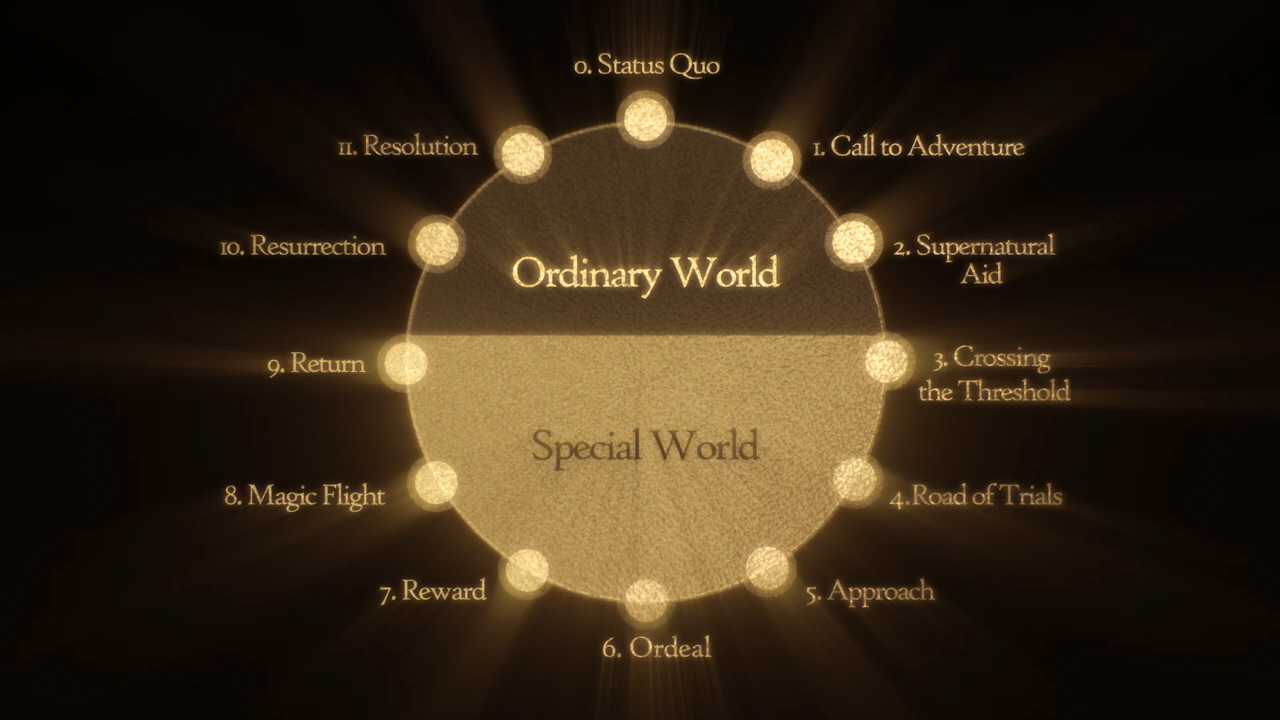 0. Status Quo
11. Resolution
1. Call to Adventure
10. Resurrection
2. Supernatural
Aid
Ordinary World
9. Return
3. Crossing
the Threshold
Special World
8. Magic Flight
4.Road of Trials
7. Reward
5. Approach
6. Ordeal